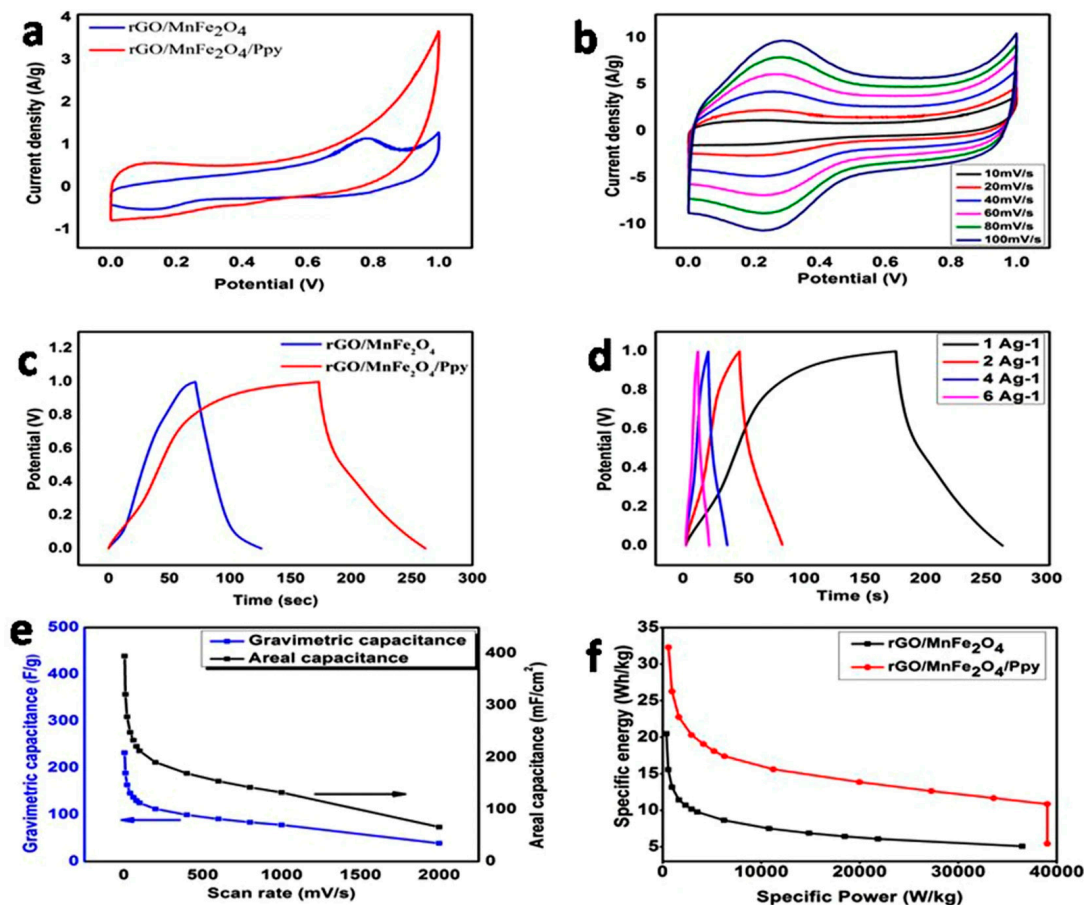 a
rGO/MnFe2O4
rGO/MnFe2O4/Ppy
4
3
2
1
0
-1
Current density (A/g)
0.0 0.2 0.4 0.6 0.8 1.0
Potential (V)
b
10
5
0
-5
-10
Current density (A/g)
10mV/s
20mV/s
40mV/s
60mV/s
80mV/s
100mV/s
0.0 0.2 0.4 0.6 0.8 1.0
Potential (V)
c
rGO/MnFe2O4
rGO/MnFe2O4/Ppy
1.2
1.0
0.8
0.6
0.4
0.2
0.0
Potential (V)
0 50 100 150 200 250 300
Time (sec)
d
1 Ag-1
2 Ag-1
4 Ag-1
6 Ag-1
1.0
0.8
0.6
0.4
0.2
0.0
Potential (V)
0 50 100 150 200 250 300
Time (s)
e
Gravimetric capacitance
Areal capacitance
500
400
300
200
100
0
Gravimetric capacitance (F/g)
400
300
200
100
0
Areal capacitance (mF/cm2)
0 500 1000 1500 2000
Scan rate (mV/s)
f
rGO/MnFe2O4
rGO/MnFe2O4/Ppy
35
30
25
20
15
10
5
Specific energy (Wh/kg)
0 10000 20000 30000 40000
Specific Power (W/kg)